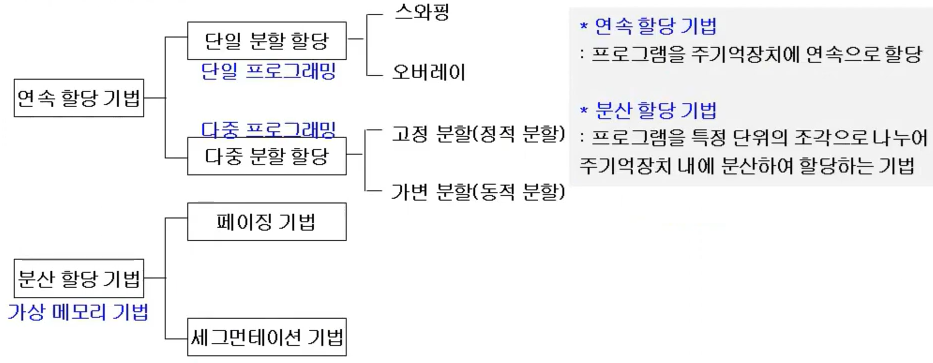 연속 할당 기법
단일 분할 할당
단일 프로그래밍
스와핑
오버레이
다중 프로그래밍
다중 분할 할당
고정 분할(정적 분할)
가변 분할(동적 분할)
분산 할당 기법
가상 메모리 기법
페이징 기법
세그먼테이션 기법
* 연속 할당 기법
: 프로그램을 주기억장치에 연속으로 할당
* 분산 할당 기법
: 프로그램을 특정 단위의 조각으로 나누어
주기억장치 내에 분산하여 할당하는 기법